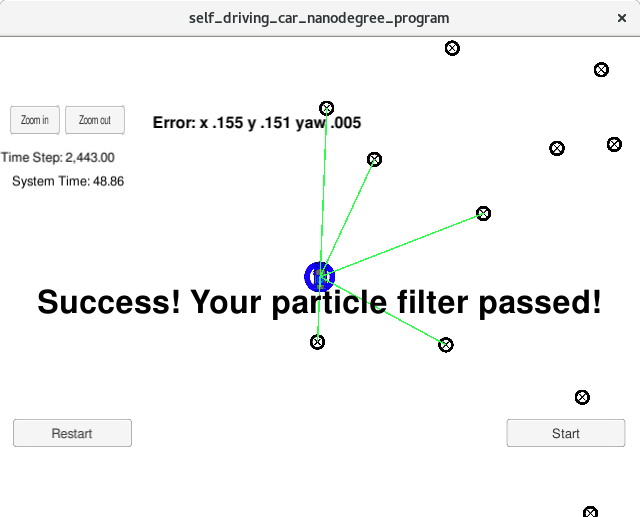 self_driving_car_nanodegree_program
Zoom in
Zoom out
Error: x .155 y .151 yaw .005
Time Step: 2,443.00
System Time: 48.86
Success! Your particle filter passed!
Restart
Start